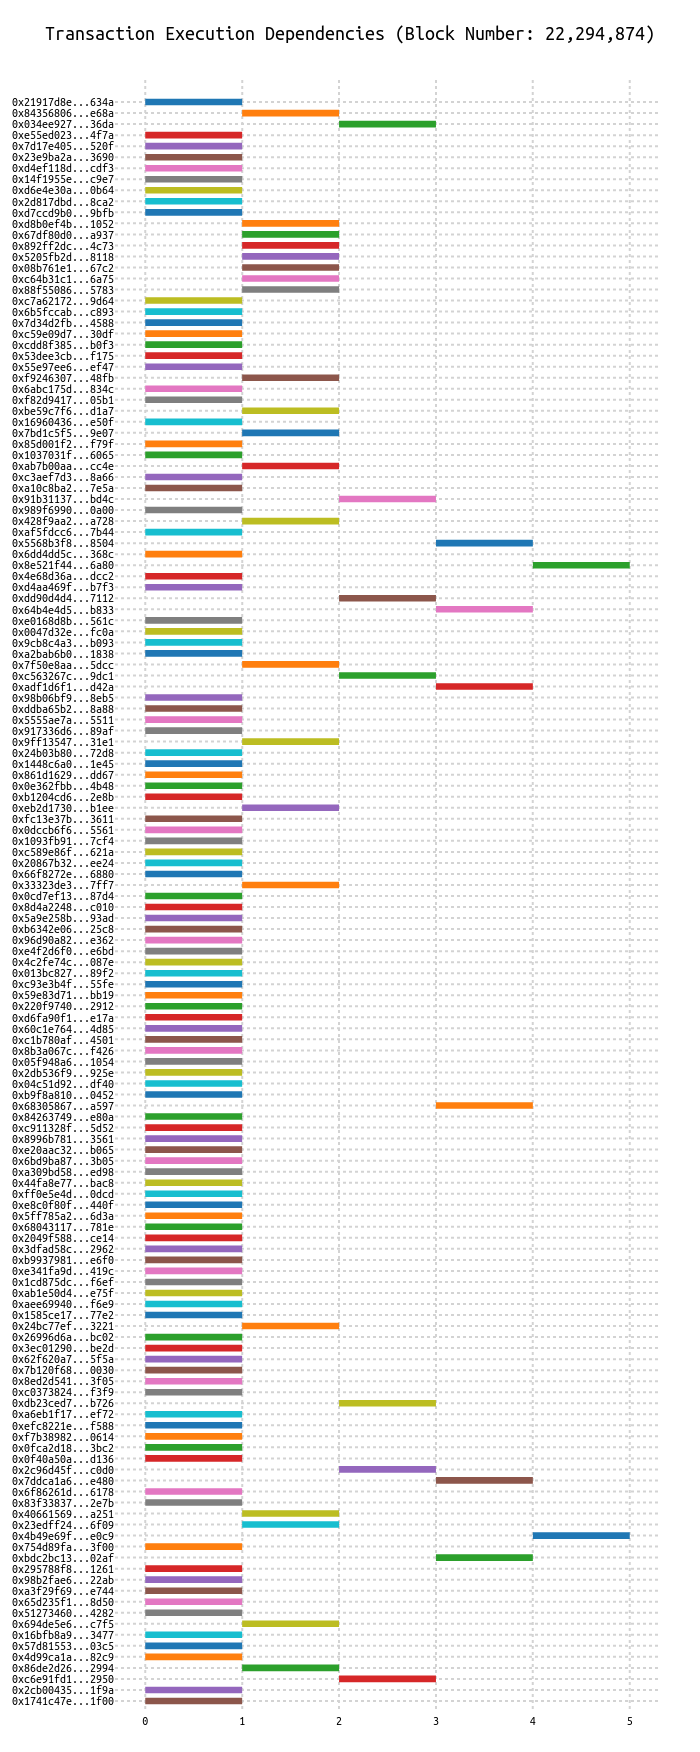 Transaction Execution Dependencies (Block Number: 22,294,874)
0x21917d8e...634a
0x84356806...e68a
0x034ee927...36da
0xe55ed023...4f7a
0x7d17e405...520f
0x23e9ba2a...3690
0xd4ef118d...cdf3
0x14f1955e...c9e7
0xd6e4e30a...0b64
0x2d817dbd...8ca2
0xd7ccd9b0...9bfb
0xd8b0ef4b...1052
0x67df80d0...a937
0x892ff2dc...4c73
0x5205fb2d...8118
0x08b761e1...67c2
0xc64b31c1...6a75
0x88f55086...5783
0xc7a62172...9d64
0x6b5fccab...c893
0x7d34d2fb...4588
0xc59e09d7...30df
0xcdd8f385...b0f3
0x53dee3cb...f175
0x55e97ee6...ef47
0xf9246307...48fb
0x6abc175d...834c
0xf82d9417...05b1
0xbe59c7f6...d1a7
0x16960436...e50f
0x7bd1c5f5...9e07
0x85d001f2...f79f
0x1037031f...6065
0xab7b00aa...cc4e
0xc3aef7d3...8a66
0xa10c8ba2...7e5a
0x91b31137...bd4c
0x989f6990...0a00
0x428f9aa2...a728
0xaf5fdcc6...7b44
0x5568b3f8...8504
0x6dd4dd5c...368c
0x8e521f44...6a80
0x4e68d36a...dcc2
0xd4aa469f...b7f3
0xdd90d4d4...7112
0x64b4e4d5...b833
0xe0168d8b...561c
0x0047d32e...fc0a
0x9cb8c4a3...b093
0xa2bab6b0...1838
0x7f50e8aa...5dcc
0xc563267c...9dc1
0xadf1d6f1...d42a
0x98b06bf9...8eb5
0xddba65b2...8a88
0x5555ae7a...5511
0x917336d6...89af
0x9ff13547...31e1
0x24b03b80...72d8
0x1448c6a0...1e45
0x861d1629...dd67
0x0e362fbb...4b48
0xb1204cd6...2e8b
0xeb2d1730...b1ee
0xfc13e37b...3611
0x0dccb6f6...5561
0x1093fb91...7cf4
0xc589e86f...621a
0x20867b32...ee24
0x66f8272e...6880
0x33323de3...7ff7
0x0cd7ef13...87d4
0x8d4a2248...c010
0x5a9e258b...93ad
0xb6342e06...25c8
0x96d90a82...e362
0xe4f2d6f0...e6bd
0x4c2fe74c...087e
0x013bc827...89f2
0xc93e3b4f...55fe
0x59e83d71...bb19
0x220f9740...2912
0xd6fa90f1...e17a
0x60c1e764...4d85
0xc1b780af...4501
0x8b3a067c...f426
0x05f948a6...1054
0x2db536f9...925e
0x04c51d92...df40
0xb9f8a810...0452
0x68305867...a597
0x84263749...e80a
0xc911328f...5d52
0x8996b781...3561
0xe20aac32...b065
0x6bd9ba87...3b05
0xa309bd58...ed98
0x44fa8e77...bac8
0xff0e5e4d...0dcd
0xe8c0f80f...440f
0x5ff785a2...6d3a
0x68043117...781e
0x2049f588...ce14
0x3dfad58c...2962
0xb9937981...e6f0
0xe341fa9d...419c
0x1cd875dc...f6ef
0xab1e50d4...e75f
0xaee69940...f6e9
0x1585ce17...77e2
0x24bc77ef...3221
0x26996d6a...bc02
0x3ec01290...be2d
0x62f620a7...5f5a
0x7b120f68...0030
0x8ed2d541...3f05
0xc0373824...f3f9
0xdb23ced7...b726
0xa6eb1f17...ef72
0xefc8221e...f588
0xf7b38982...0614
0x0fca2d18...3bc2
0x0f40a50a...d136
0x2c96d45f...c0d0
0x7ddca1a6...e480
0x6f86261d...6178
0x83f33837...2e7b
0x40661569...a251
0x23edff24...6f09
0x4b49e69f...e0c9
0x754d89fa...3f00
0xbdc2bc13...02af
0x295788f8...1261
0x98b2fae6...22ab
0xa3f29f69...e744
0x65d235f1...8d50
0x51273460...4282
0x694de5e6...c7f5
0x16bfb8a9...3477
0x57d81553...03c5
0x4d99ca1a...82c9
0x86de2d26...2994
0xc6e91fd1...2950
0x2cb00435...1f9a
0x1741c47e...1f00
0 1 2 3 4 5